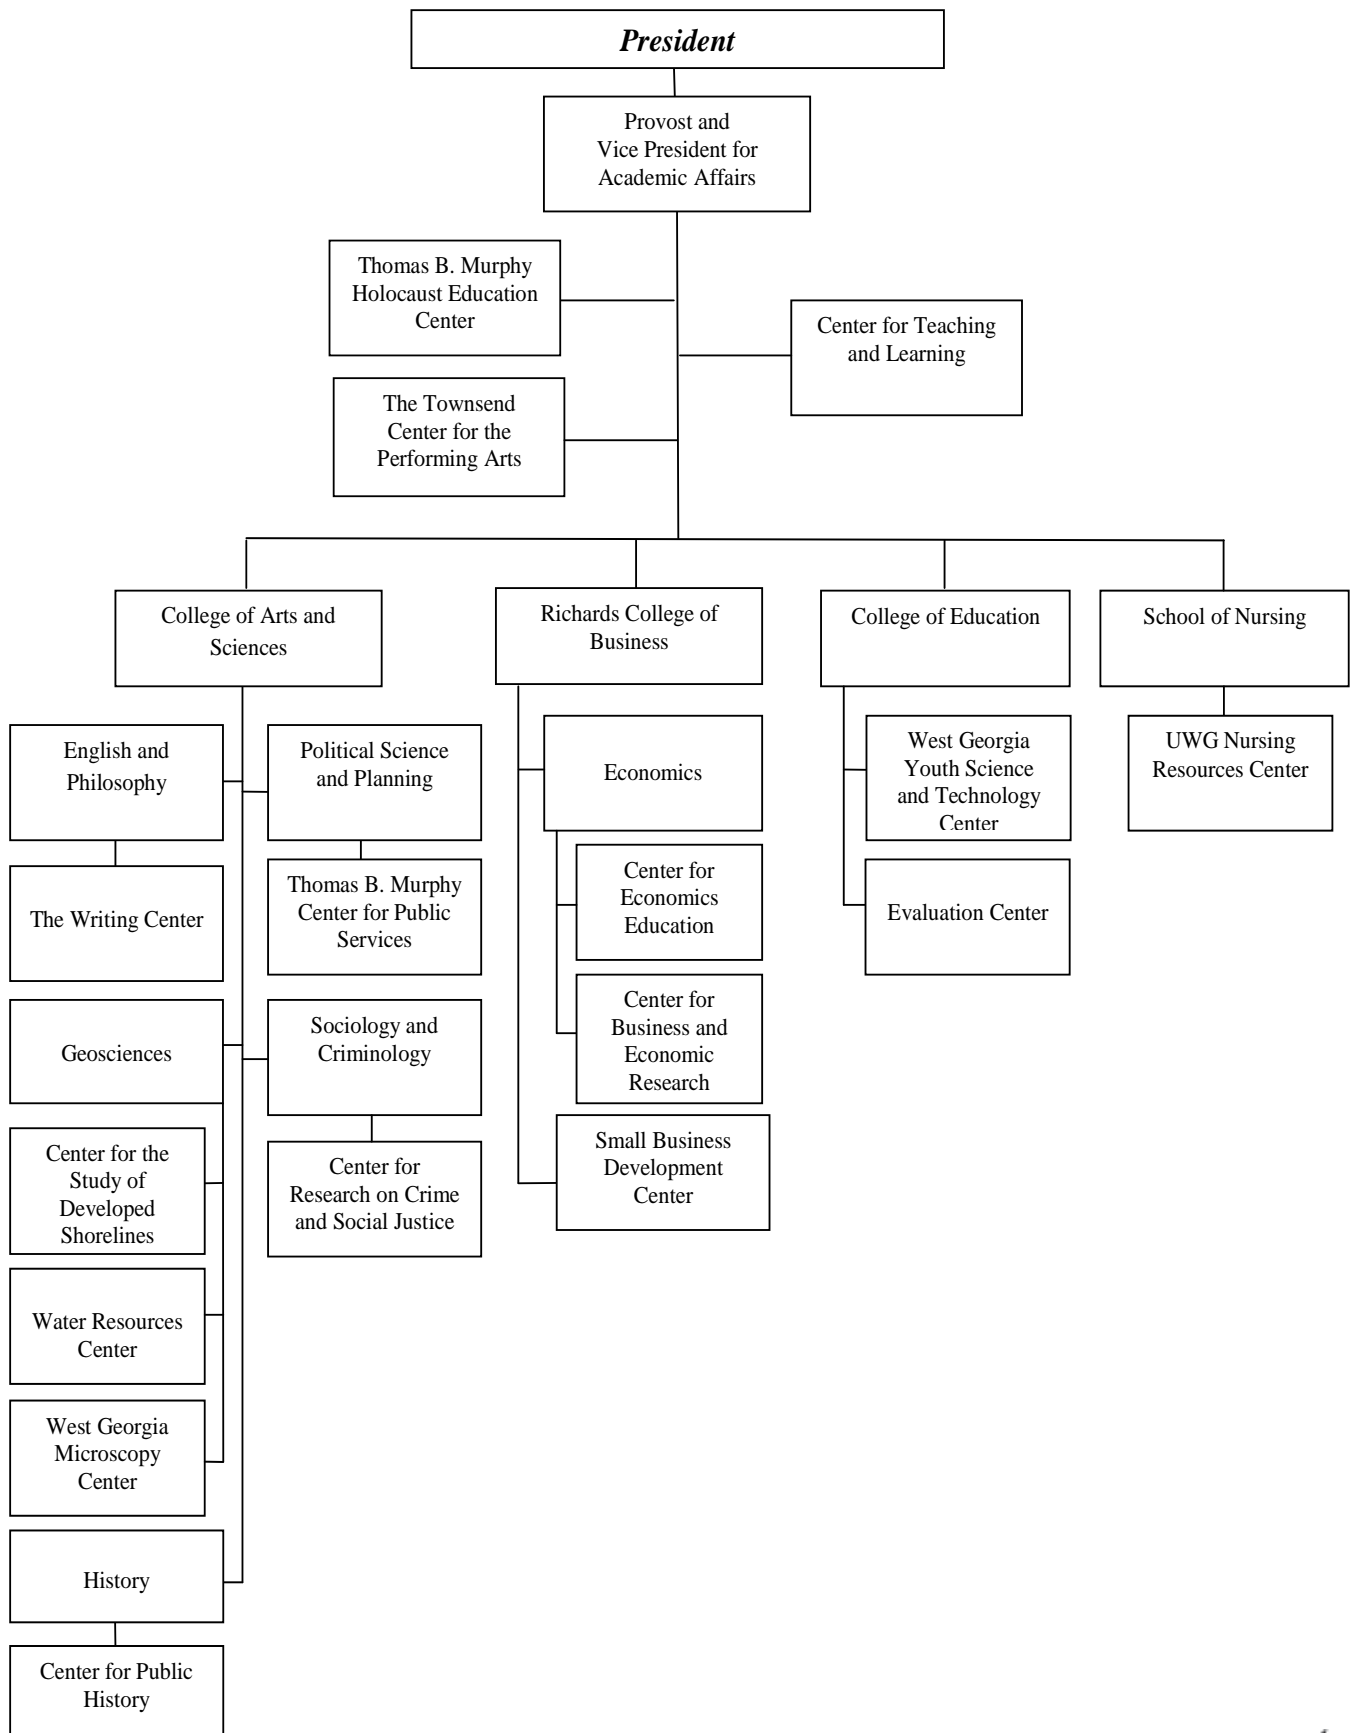 President
Provost and
Vice President for
Academic Affairs
Thomas B. Murphy
Holocaust Education
Center
Center for Teaching
and Learning
The Townsend
Center for the
Performing Arts
College of Arts and
Sciences
Richards College of
Business
College of Education
School of Nursing
English and
Philosophy
Political Science
and Planning
Economics
West Georgia
Youth Science
and Technology
Center
UWG Nursing
Resources Center
The Writing Center
Thomas B. Murphy
Center for Public
Services
Center for
Economics
Education
Evaluation Center
Geosciences
Sociology and
Criminology
Center for
Business and
Economic
Research
Center for the
Study of
Developed
Shorelines
Center for
Research on Crime
and Social Justice
Small Business
Development
Center
Water Resources
Center
West Georgia
Microscopy
Center
History
Center for Public
History